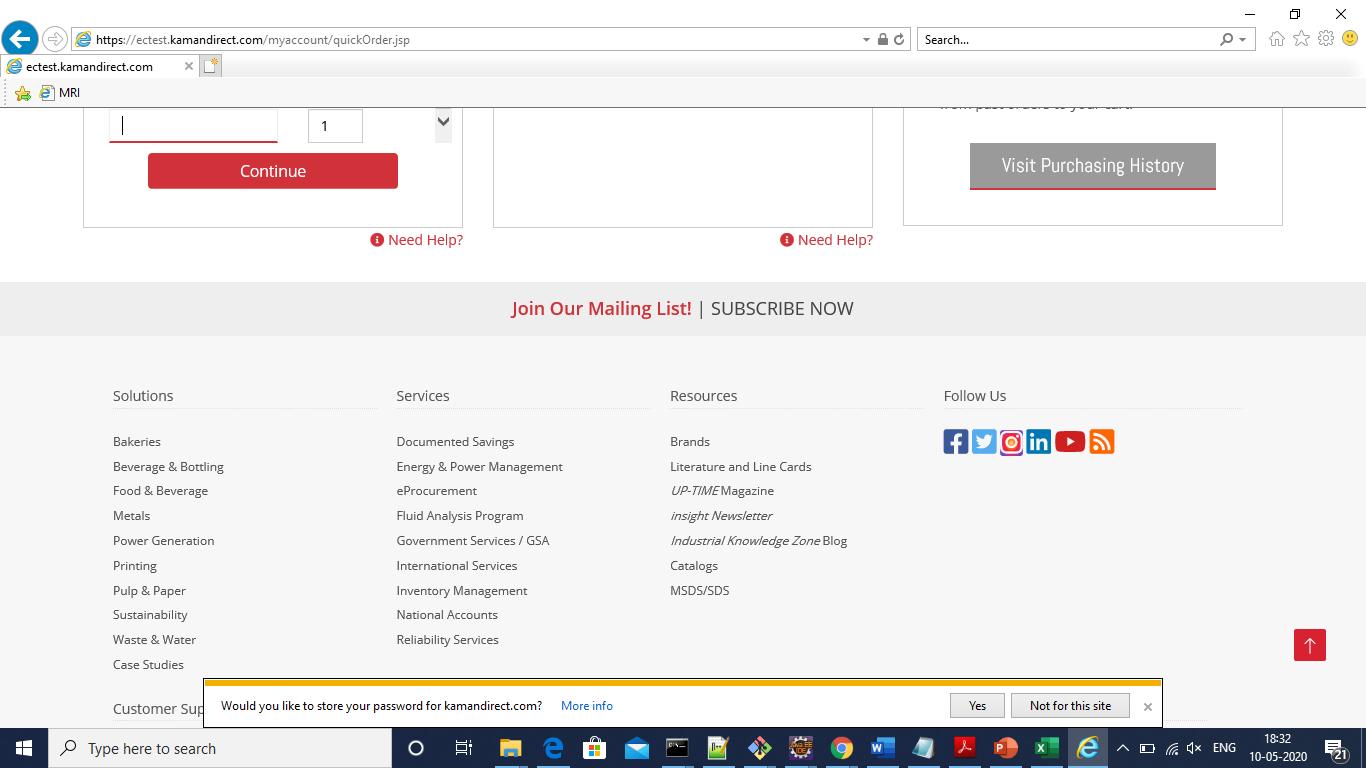 https://ectest.kamandirect.com/myaccount/quickOrder.jsp
Search...
ectest.kamandirect.com
MRI
from past orders to your cart.
1
Continue
Visit Purchasing History
Need Help?
Need Help?
Join Our Mailing List! | SUBSCRIBE NOW
Solutions
Bakeries
Beverage & Bottling
Food & Beverage
Metals
Power Generation
Printing
Pulp & Paper
Sustainability
Waste & Water
Case Studies
Services
Documented Savings
Energy & Power Management
eProcurement
Fluid Analysis Program
Government Services / GSA
International Services
Inventory Management
National Accounts
Reliability Services
Resources
Brands
Literature and Line Cards
UP-TIME Magazine
insight Newsletter
Industrial Knowledge Zone Blog
Catalogs
MSDS/SDS
Follow Us
Customer Sup
Would you like to store your password for kamandirect.com? More info
Yes
Not for this site
Type here to search
ENG
18:32
10-05-2020
21